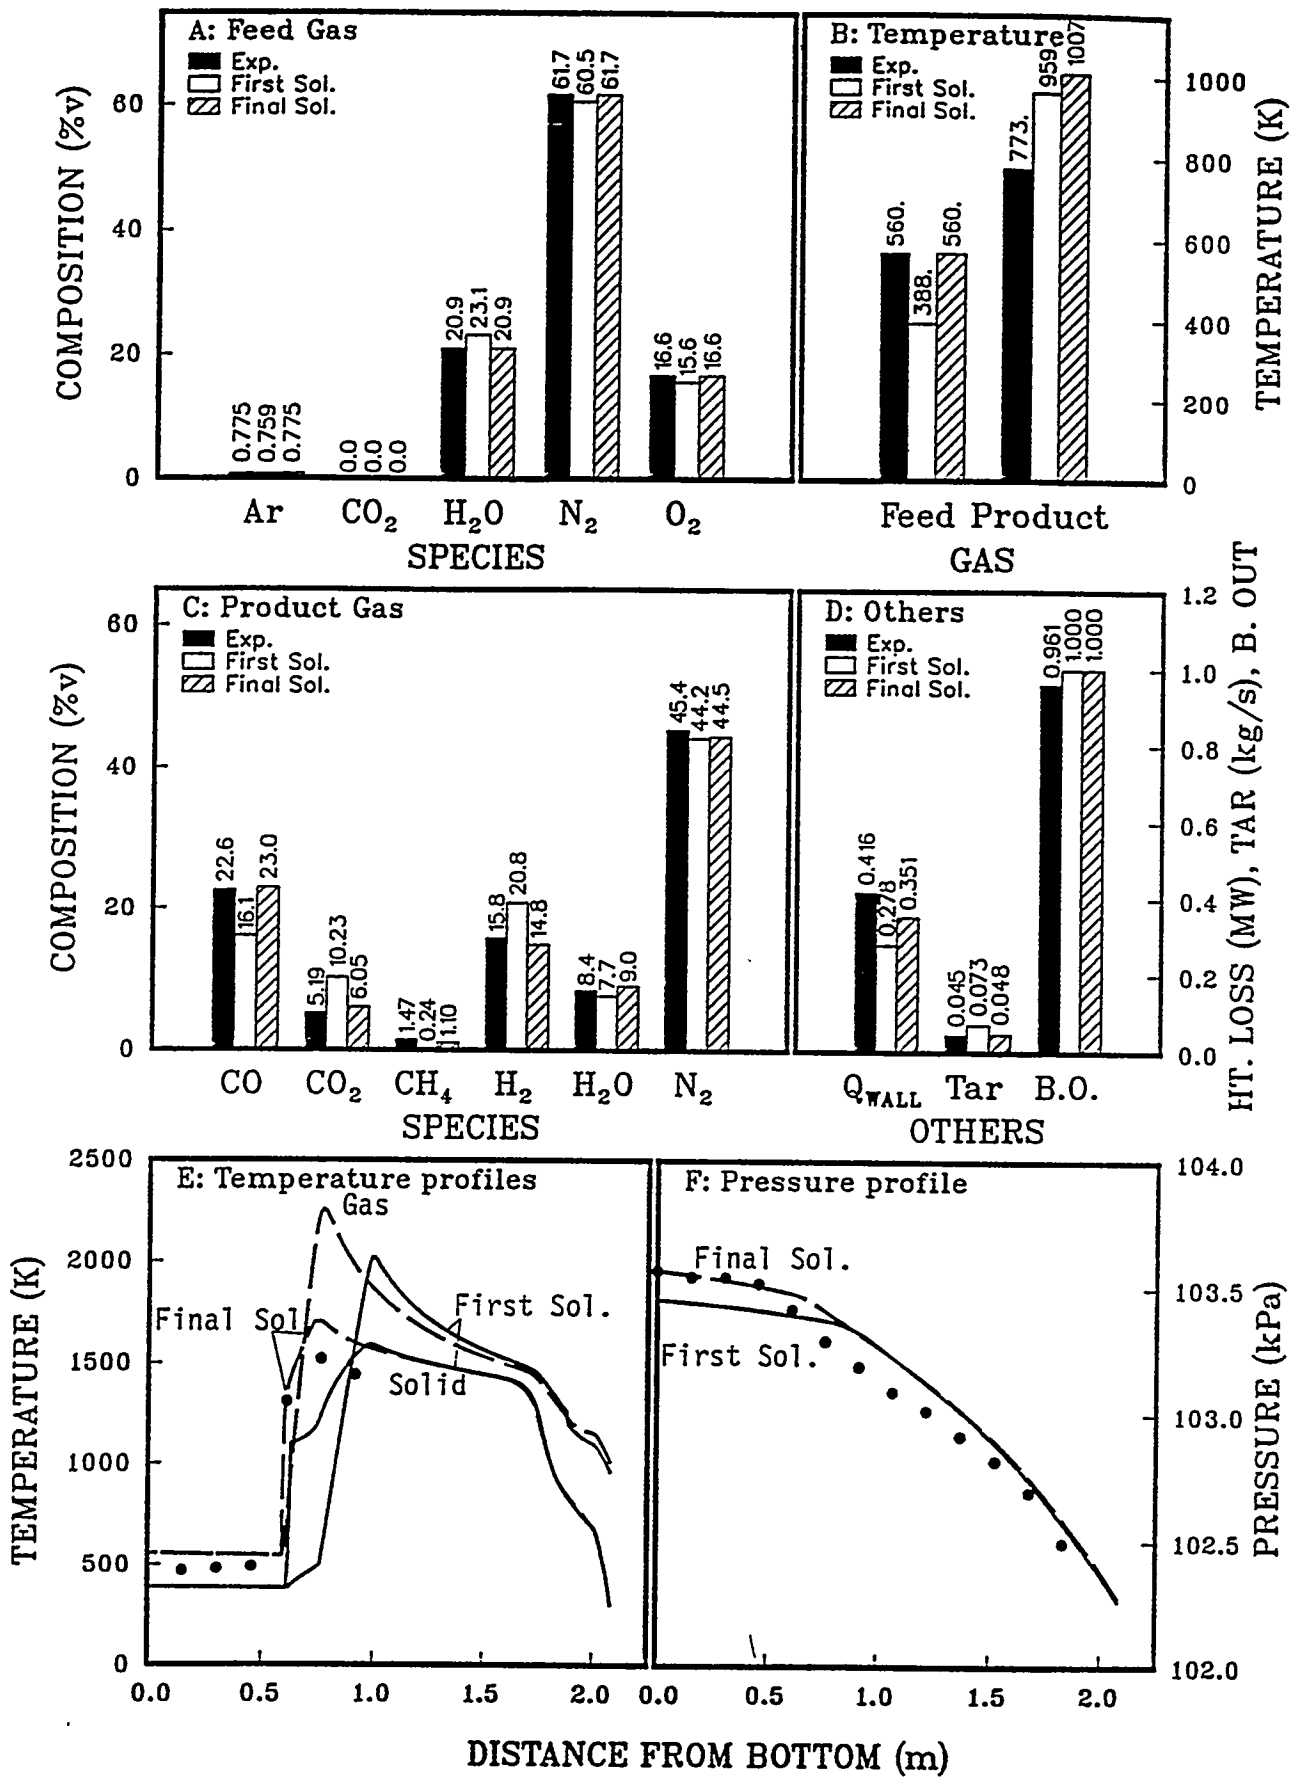 A: Feed Gas
Exp.
First Sol.
Final Sol.
COMPOSITION (%v)
60
40
20
0
0.775
0.759
0.775
0.0
0.0
0.0
20.9
23.1
20.9
61.7
60.5
61.7
16.6
15.6
16.6
Ar CO₂ H₂O N₂ O₂
SPECIES
B: Temperature
Exp.
First Sol.
Final Sol.
560.
388.
560.
773.
959
1007
1000
800
600
400
200
0
TEMPERATURE (K)
Feed Product
GAS
C: Product Gas
Exp.
First Sol.
Final Sol.
COMPOSITION (%v)
60
40
20
0
22.6
16.1
23.0
5.19
10.23
6.05
1.47
0.24
1.10
15.8
20.8
14.8
8.4
7.7
9.0
45.4
44.2
44.5
CO CO₂ CH₄ H₂ H₂O N₂
SPECIES
D: Others
Exp.
First Sol.
Final Sol.
0.416
0.278
0.351
0.045
0.073
0.048
0.961
1.000
1.000
1.2
1.0
0.8
0.6
0.4
0.2
0.0
HT. LOSS (MW), TAR (kg/s), B. OUT
Q_WALL Tar B.O.
OTHERS
E: Temperature profiles
Gas
Final Sol.
First Sol.
Solid
TEMPERATURE (K)
2500
2000
1500
1000
500
0
0.0 0.5 1.0 1.5 2.0
F: Pressure profile
Final Sol.
First Sol.
104.0
103.5
103.0
102.5
102.0
PRESSURE (kPa)
0.0 0.5 1.0 1.5 2.0
DISTANCE FROM BOTTOM (m)